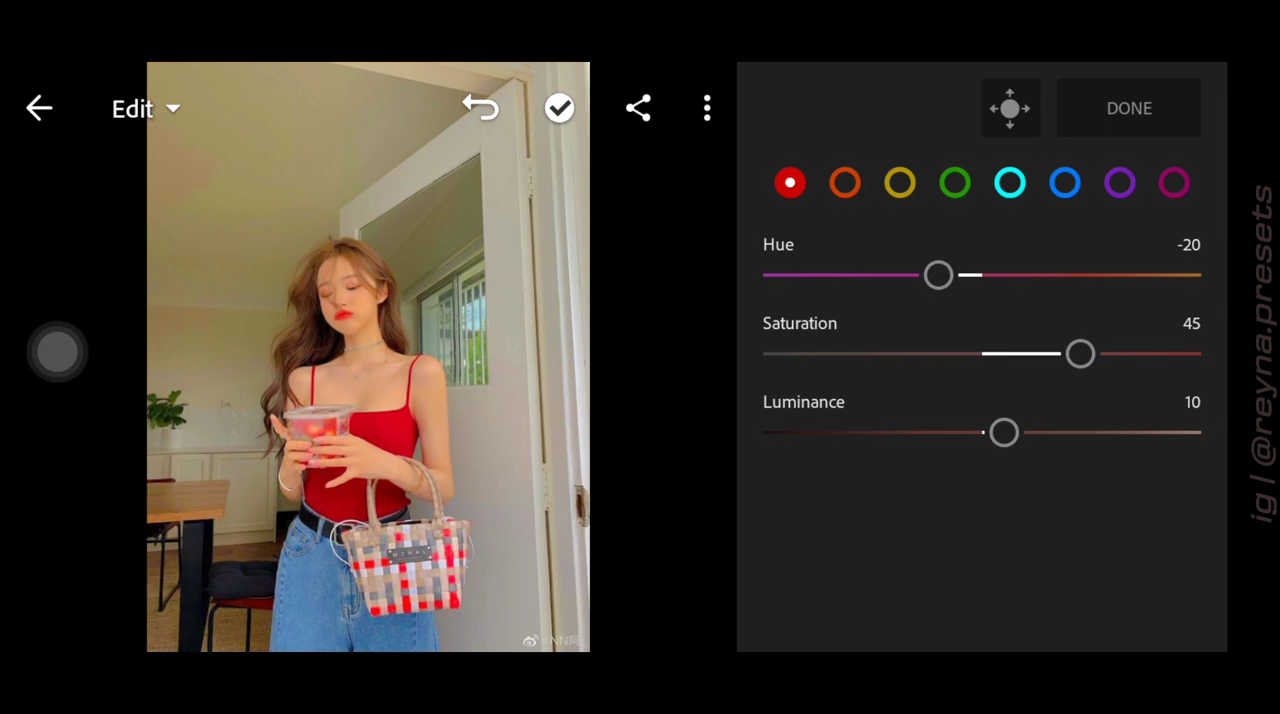 Edit
DONE
Hue
-20
Saturation
45
Luminance
10
ig | @reyna.presets